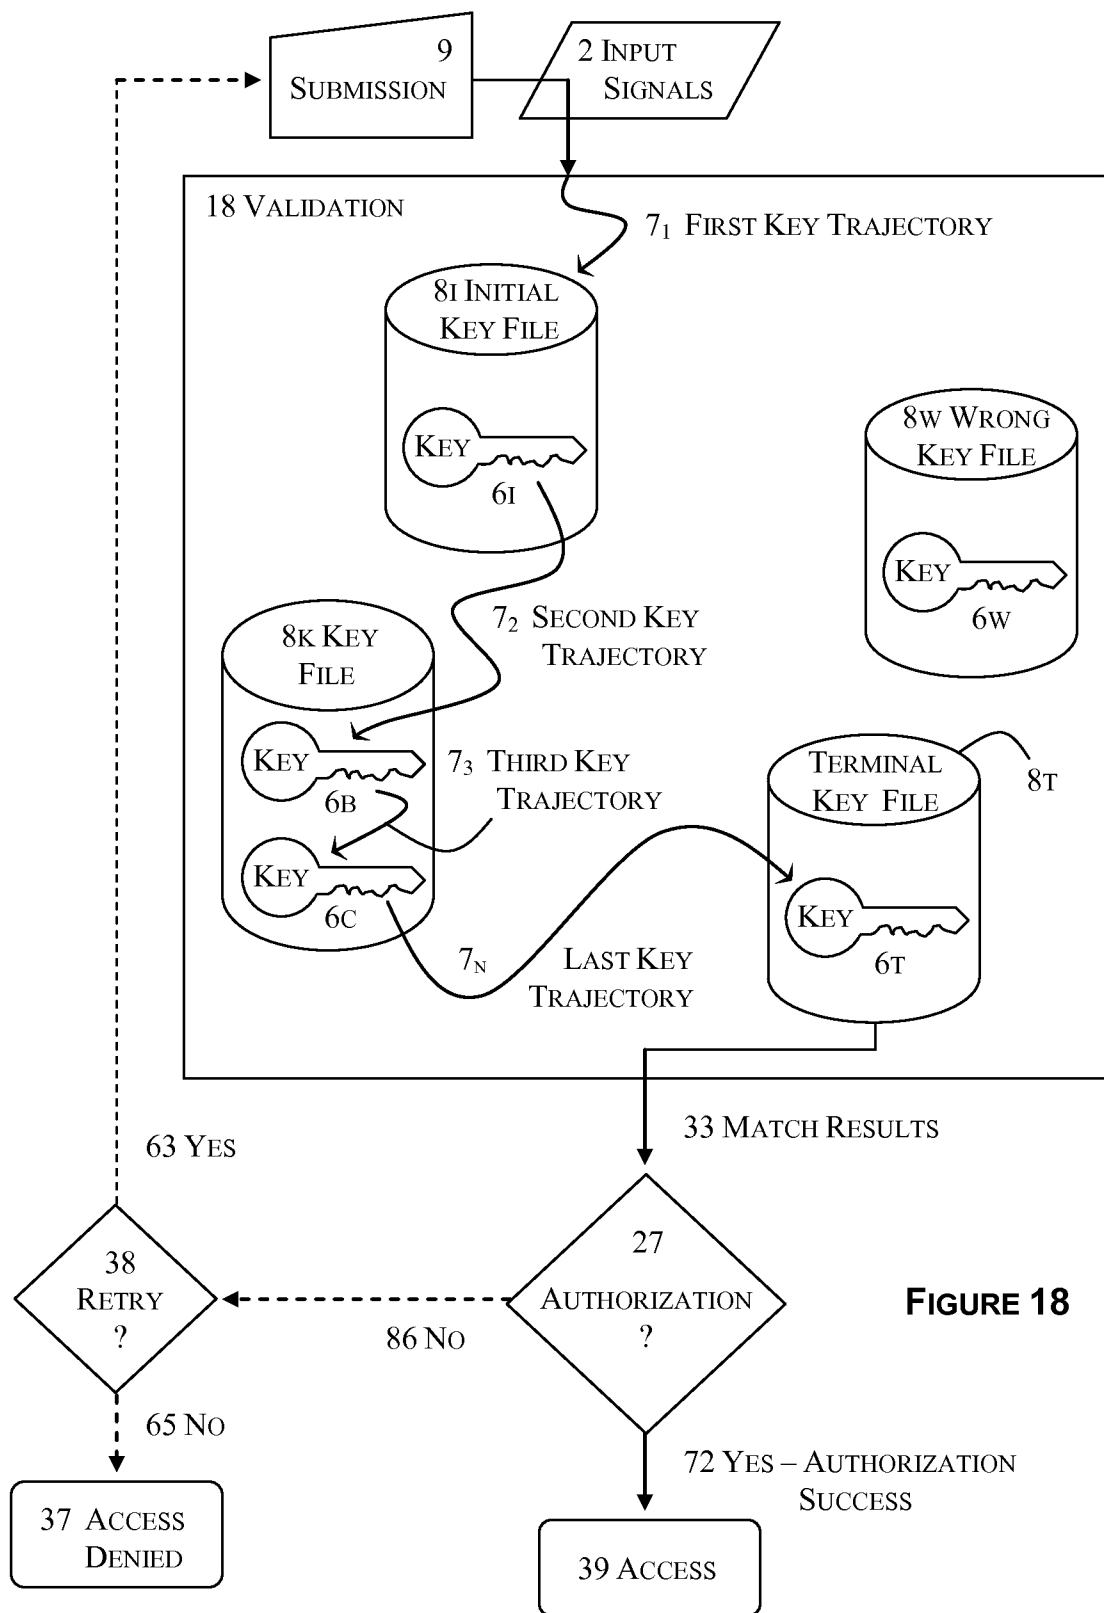 9
SUBMISSION
2 INPUT
SIGNALS
18 VALIDATION
7₁ FIRST KEY TRAJECTORY
8I INITIAL
KEY FILE
KEY
6I
8W WRONG
KEY FILE
KEY
6W
7₂ SECOND KEY
TRAJECTORY
8K KEY
FILE
KEY
6B
7₃ THIRD KEY
TRAJECTORY
KEY
6C
TERMINAL
KEY FILE
8T
KEY
6T
7N LAST KEY
TRAJECTORY
33 MATCH RESULTS
63 YES
38
RETRY
?
27
AUTHORIZATION
?
86 NO
FIGURE 18
65 NO
72 YES – AUTHORIZATION
SUCCESS
37 ACCESS
DENIED
39 ACCESS